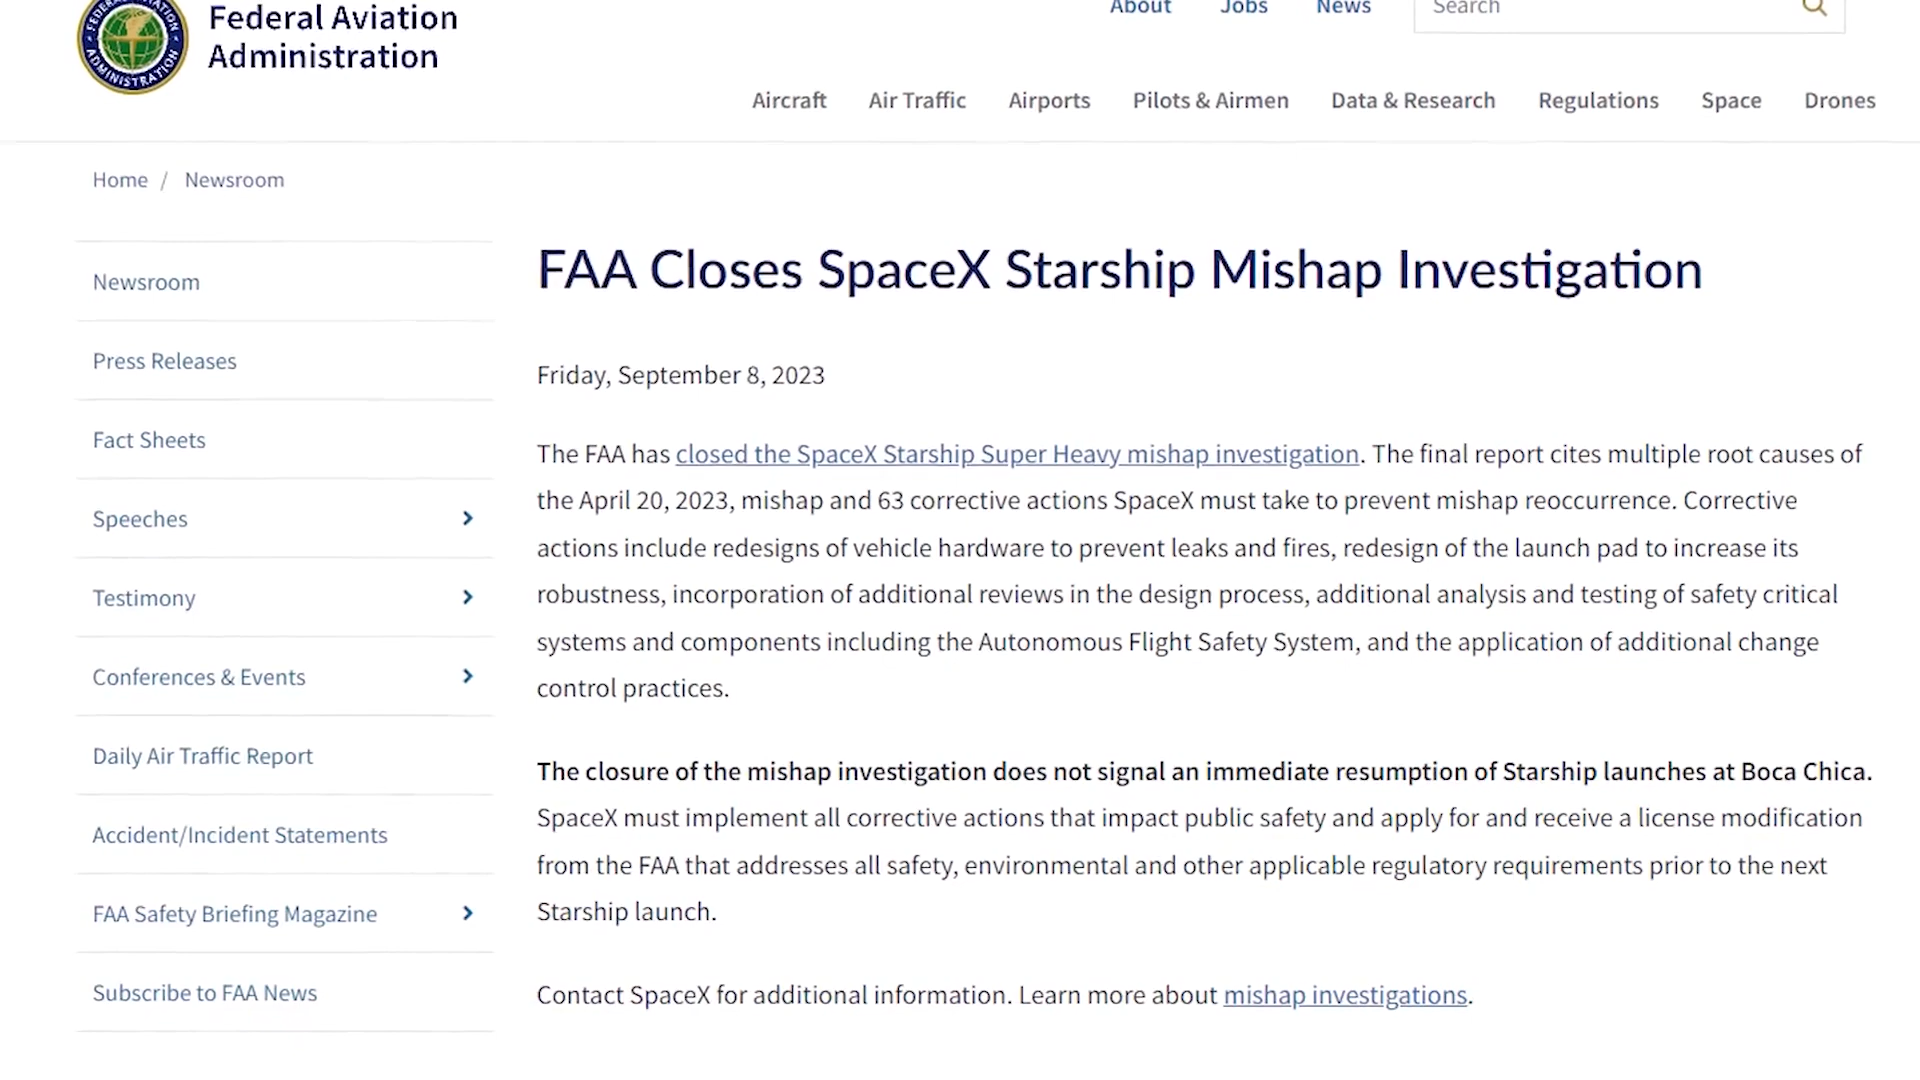 Federal Aviation
Administration
ADMINISTRATION
About Jobs News Search
Aircraft Air Traffic Airports Pilots & Airmen Data & Research Regulations Space Drones
Home / Newsroom
Newsroom
Press Releases
Fact Sheets
Speeches
Testimony
Conferences & Events
Daily Air Traffic Report
Accident/Incident Statements
FAA Safety Briefing Magazine
Subscribe to FAA News
FAA Closes SpaceX Starship Mishap Investigation
Friday, September 8, 2023
The FAA has closed the SpaceX Starship Super Heavy mishap investigation. The final report cites multiple root causes of
the April 20, 2023, mishap and 63 corrective actions SpaceX must take to prevent mishap reoccurrence. Corrective
actions include redesigns of vehicle hardware to prevent leaks and fires, redesign of the launch pad to increase its
robustness, incorporation of additional reviews in the design process, additional analysis and testing of safety critical
systems and components including the Autonomous Flight Safety System, and the application of additional change
control practices.
The closure of the mishap investigation does not signal an immediate resumption of Starship launches at Boca Chica.
SpaceX must implement all corrective actions that impact public safety and apply for and receive a license modification
from the FAA that addresses all safety, environmental and other applicable regulatory requirements prior to the next
Starship launch.
Contact SpaceX for additional information. Learn more about mishap investigations.